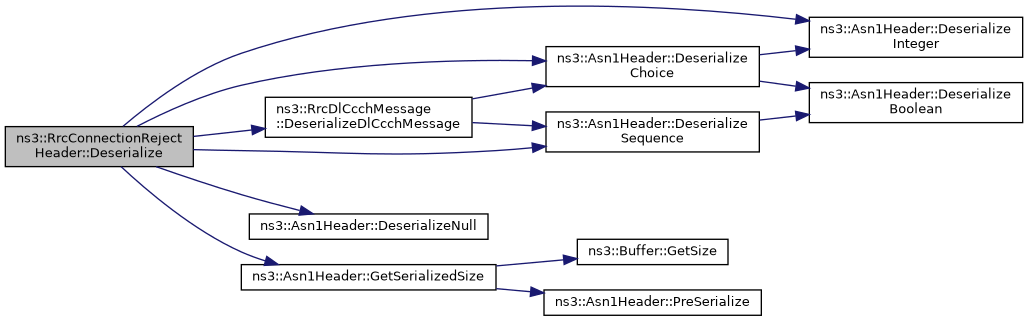 ns3::RrcConnectionReject
Header::Deserialize
ns3::RrcDlCcchMessage
::DeserializeDlCcchMessage
ns3::Asn1Header::DeserializeNull
ns3::Asn1Header::GetSerializedSize
ns3::Asn1Header::Deserialize
Choice
ns3::Asn1Header::Deserialize
Sequence
ns3::Buffer::GetSize
ns3::Asn1Header::PreSerialize
ns3::Asn1Header::Deserialize
Integer
ns3::Asn1Header::Deserialize
Boolean